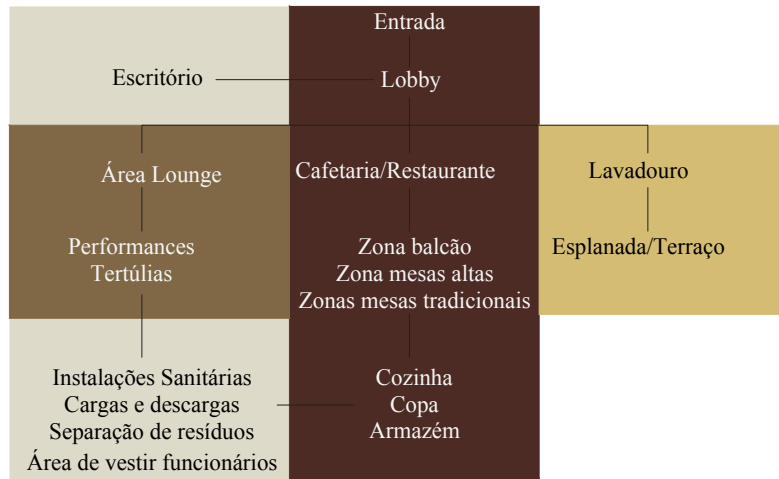 Entrada
Escritório
Lobby
Área Lounge
Cafetaria/Restaurante
Lavadouro
Performances
Tertúlias
Zona balcão
Zona mesas altas
Zonas mesas tradicionais
Esplanada/Terraço
Instalações Sanitárias
Cargas e descargas
Separação de resíduos
Área de vestir funcionários
Cozinha
Copa
Armazém